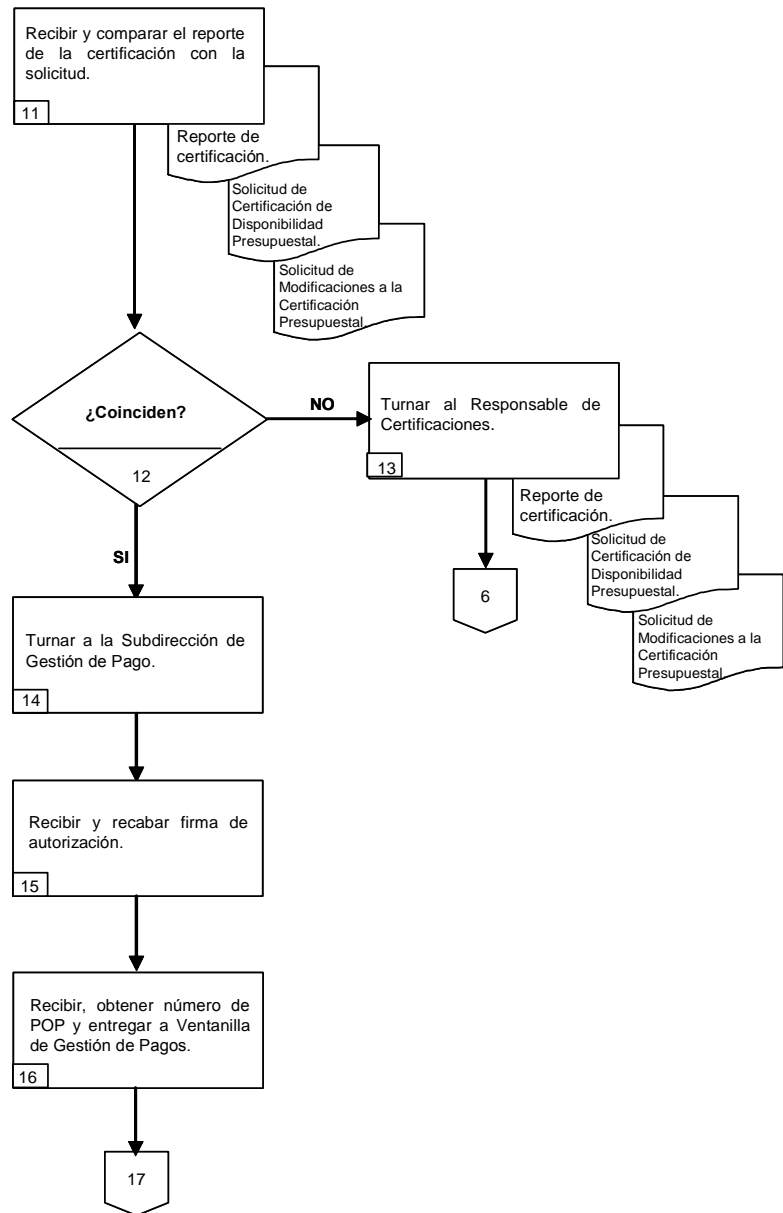 Recibir y comparar el reporte
de la certificación con la
solicitud.
11
Reporte de
certificación.
Solicitud de
Certificación de
Disponibilidad
Presupuestal.
Solicitud de
Modificaciones a la
Certificación
Presupuestal.
¿Coinciden?
12
NO
Turnar al Responsable de
Certificaciones.
13
Reporte de
certificación.
Solicitud de
Certificación de
Disponibilidad
Presupuestal.
Solicitud de
Modificaciones a la
Certificación
Presupuestal.
6
SI
Turnar a la Subdirección de
Gestión de Pago.
14
Recibir y recabar firma de
autorización.
15
Recibir, obtener número de
POP y entregar a Ventanilla
de Gestión de Pagos.
16
17